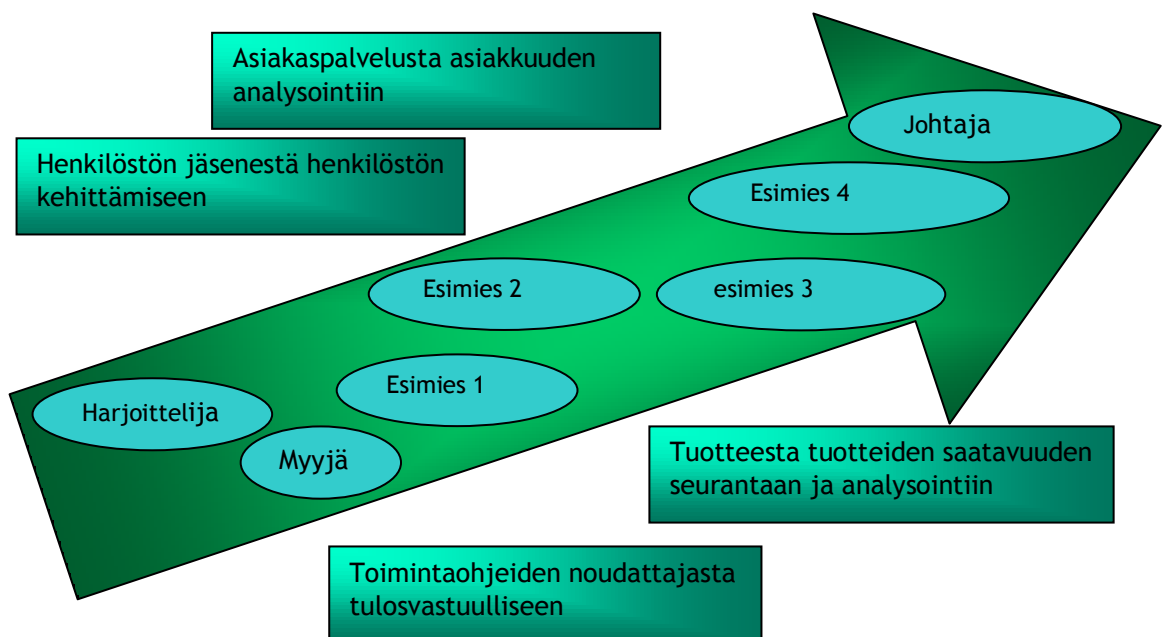 Asiakaspalvelusta asiakkuuden
analysointiin
Henkilöstön jäsenestä henkilöstön
kehittämiseen
Johtaja
Esimies 4
Esimies 2
esimies 3
Esimies 1
Harjoittelija
Myyjä
Tuotteesta tuotteiden saatavuuden
seurantaan ja analysointiin
Toimintaohjeiden noudattajasta
tulosvastuulliseen